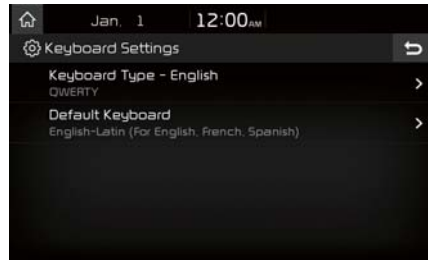 Jan. 1 12:00AM
Keyboard Settings
Keyboard Type - English
QWERTY
Default Keyboard
English-Latin (For English, French, Spanish)